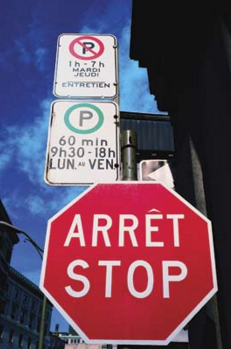 P
1h-7h
MARDI
JEUDI
ENTRETIEN
P
60 min
9h30-18h
LUN. AU VEN.
ARRÊT
STOP